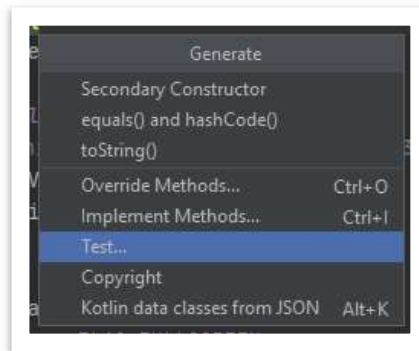 Generate
Secondary Constructor
equals() and hashCode()
toString()
Override Methods... Ctrl+O
Implement Methods... Ctrl+I
Test...
Copyright
Kotlin data classes from JSON Alt+K